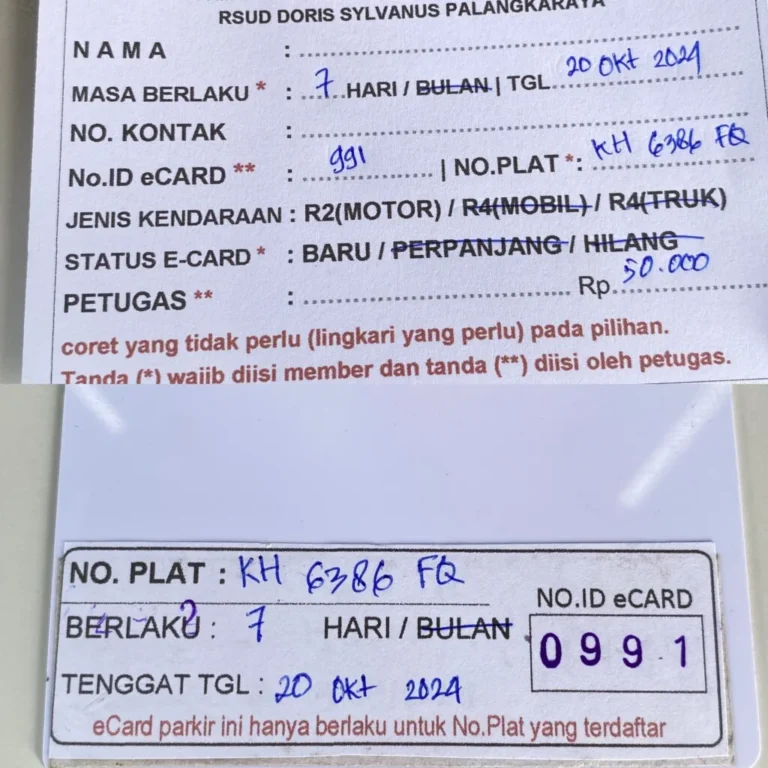 RSUD DORIS SYLVANUS PALANGKARAYA
NAMA :
MASA BERLAKU * : 7 HARI / BULAN | TGL 20 Okt 2024
NO. KONTAK :
No.ID eCARD ** : 991 | NO.PLAT *: KH 6386 FQ
JENIS KENDARAAN : R2(MOTOR) / R4(MOBIL) / R4(TRUK)
STATUS E-CARD * : BARU / PERPANJANG / HILANG
PETUGAS ** : Rp. 50.000
coret yang tidak perlu (lingkari yang perlu) pada pilihan.
Tanda (*) wajib diisi member dan tanda (**) diisi oleh petugas.
NO. PLAT : KH 6386 FQ
BERLAKU : 7 HARI / BULAN
TENGGAT TGL : 20 Okt 2024
NO.ID eCARD
0991
eCard parkir ini hanya berlaku untuk No.Plat yang terdaftar